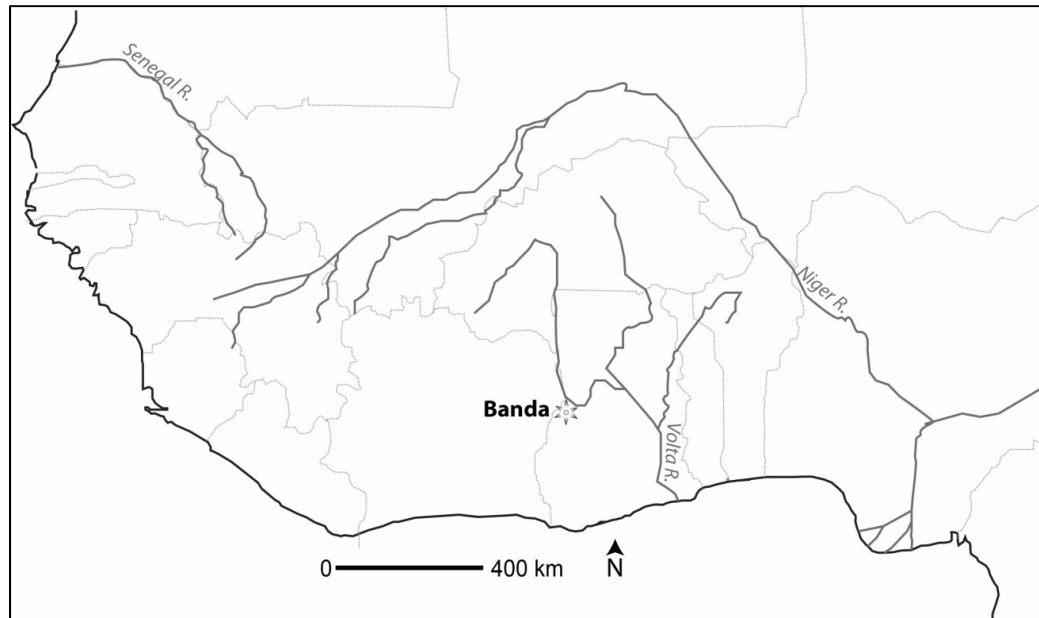 Senegal R.
Niger R.
Banda
Volta R.
0 400 km
N